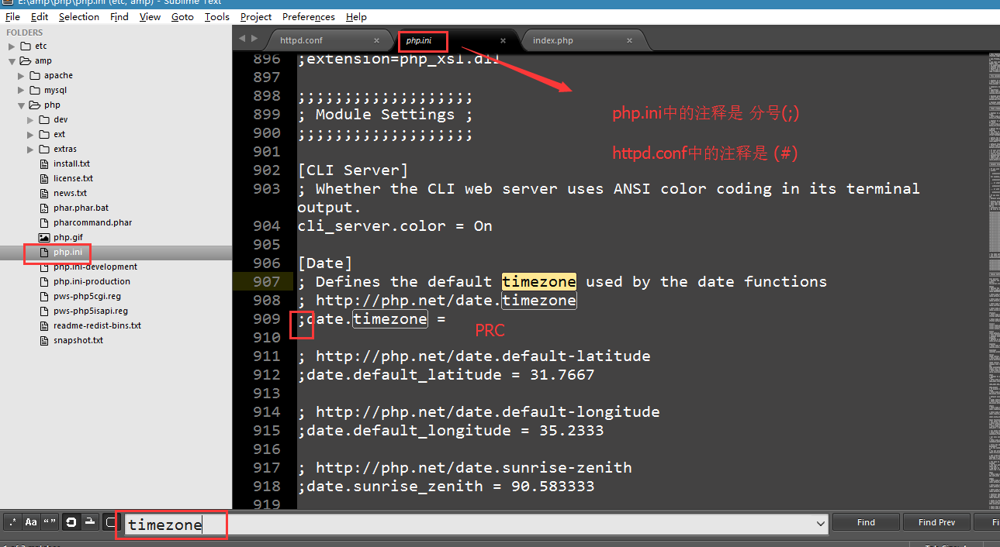 E:\amp\php\php.ini (etc, amp) - Sublime Text
File Edit Selection Find View Goto Tools Project Preferences Help
FOLDERS
etc
amp
apache
mysql
php
dev
ext
extras
install.txt
license.txt
news.txt
phar.phar.bat
pharcommand.phar
php.gif
php.ini
php.ini-development
php.ini-production
pws-php5cgi.reg
pws-php5isapi.reg
readme-redist-bins.txt
snapshot.txt
httpd.conf × php.ini × index.php ×
896 ;extension=php_xsl.dll
897
898 ;;;;;;;;;;;;;;;;;;;
899 ; Module Settings ;
900 ;;;;;;;;;;;;;;;;;;;
901
902 [CLI Server]
903 ; Whether the CLI web server uses ANSI color coding in its terminal
output.
904 cli_server.color = On
905
906 [Date]
907 ; Defines the default timezone used by the date functions
908 ; http://php.net/date.timezone
909 ;date.timezone =
910
911 ; http://php.net/date.default-latitude
912 ;date.default_latitude = 31.7667
913
914 ; http://php.net/date.default-longitude
915 ;date.default_longitude = 35.2333
916
917 ; http://php.net/date.sunrise-zenith
918 ;date.sunrise_zenith = 90.583333
919
php.ini中的注释是 分号(;)
httpd.conf中的注释是 (#)
PRC
.* Aa “” timezone Find Find Prev